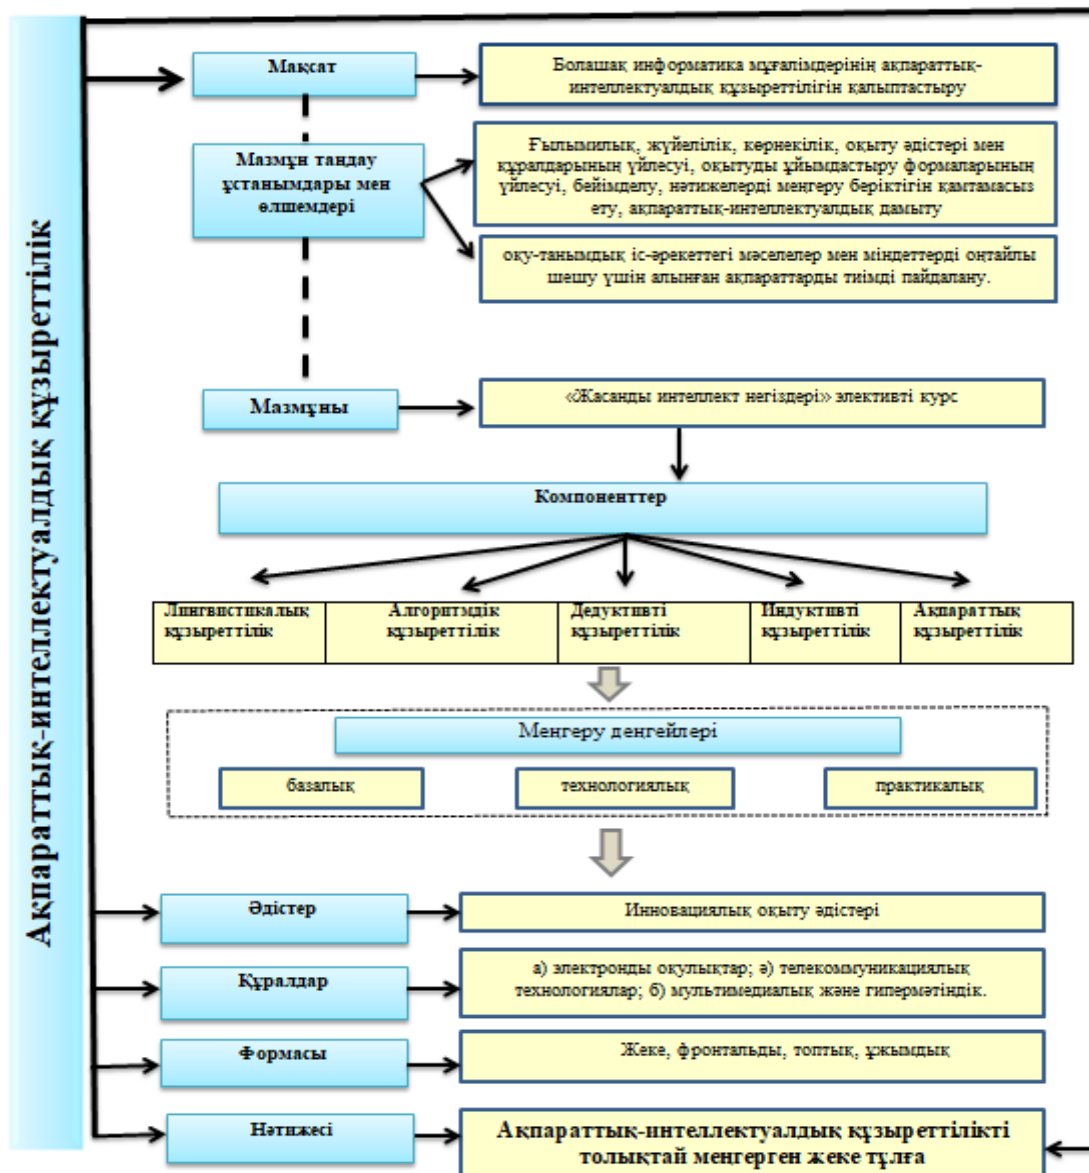 Ақпараттық-интеллектуалдық құзыреттілік
Мақсат
Болашақ информатика мұғалімдерінің ақпараттық-
интеллектуалдық құзыреттілігін қалыптастыру
Мазмұн таңдау
ұстанымдары мен
өлшемдері
Ғылымилық, жүйелілік, көрнекілік, оқыту әдістері мен
құралдарының үйлесуі, оқытуды ұйымдастыру формаларының
үйлесуі, бейімделу, нәтижелерді меңгеру беріктігін қамтамасыз
ету, ақпараттық-интеллектуалдық дамыту
оқу-танымдық іс-әрекеттегі мәселелер мен міндеттерді оңтайлы
шешу үшін алынған ақпараттарды тиімді пайдалану.
Мазмұны
«Жасанды интеллект негіздері» элективті курс
Компоненттер
Лингвистикалық
құзыреттілік
Алгоритмдік
құзыреттілік
Дедуктивті
құзыреттілік
Индуктивті
құзыреттілік
Ақпараттық
құзыреттілік
Меңгеру деңгейлері
базалық
технологиялық
практикалық
Әдістер
Инновациялық оқыту әдістері
Құралдар
а) электронды оқулықтар; ә) телекоммуникациялық
технологиялар; б) мультимедиалық және гипермәтіндік.
Формасы
Жеке, фронтальды, топтық, ұжымдық
Нәтижесі
Ақпараттық-интеллектуалдық құзыреттілікті
толықтай меңгерген жеке тұлға